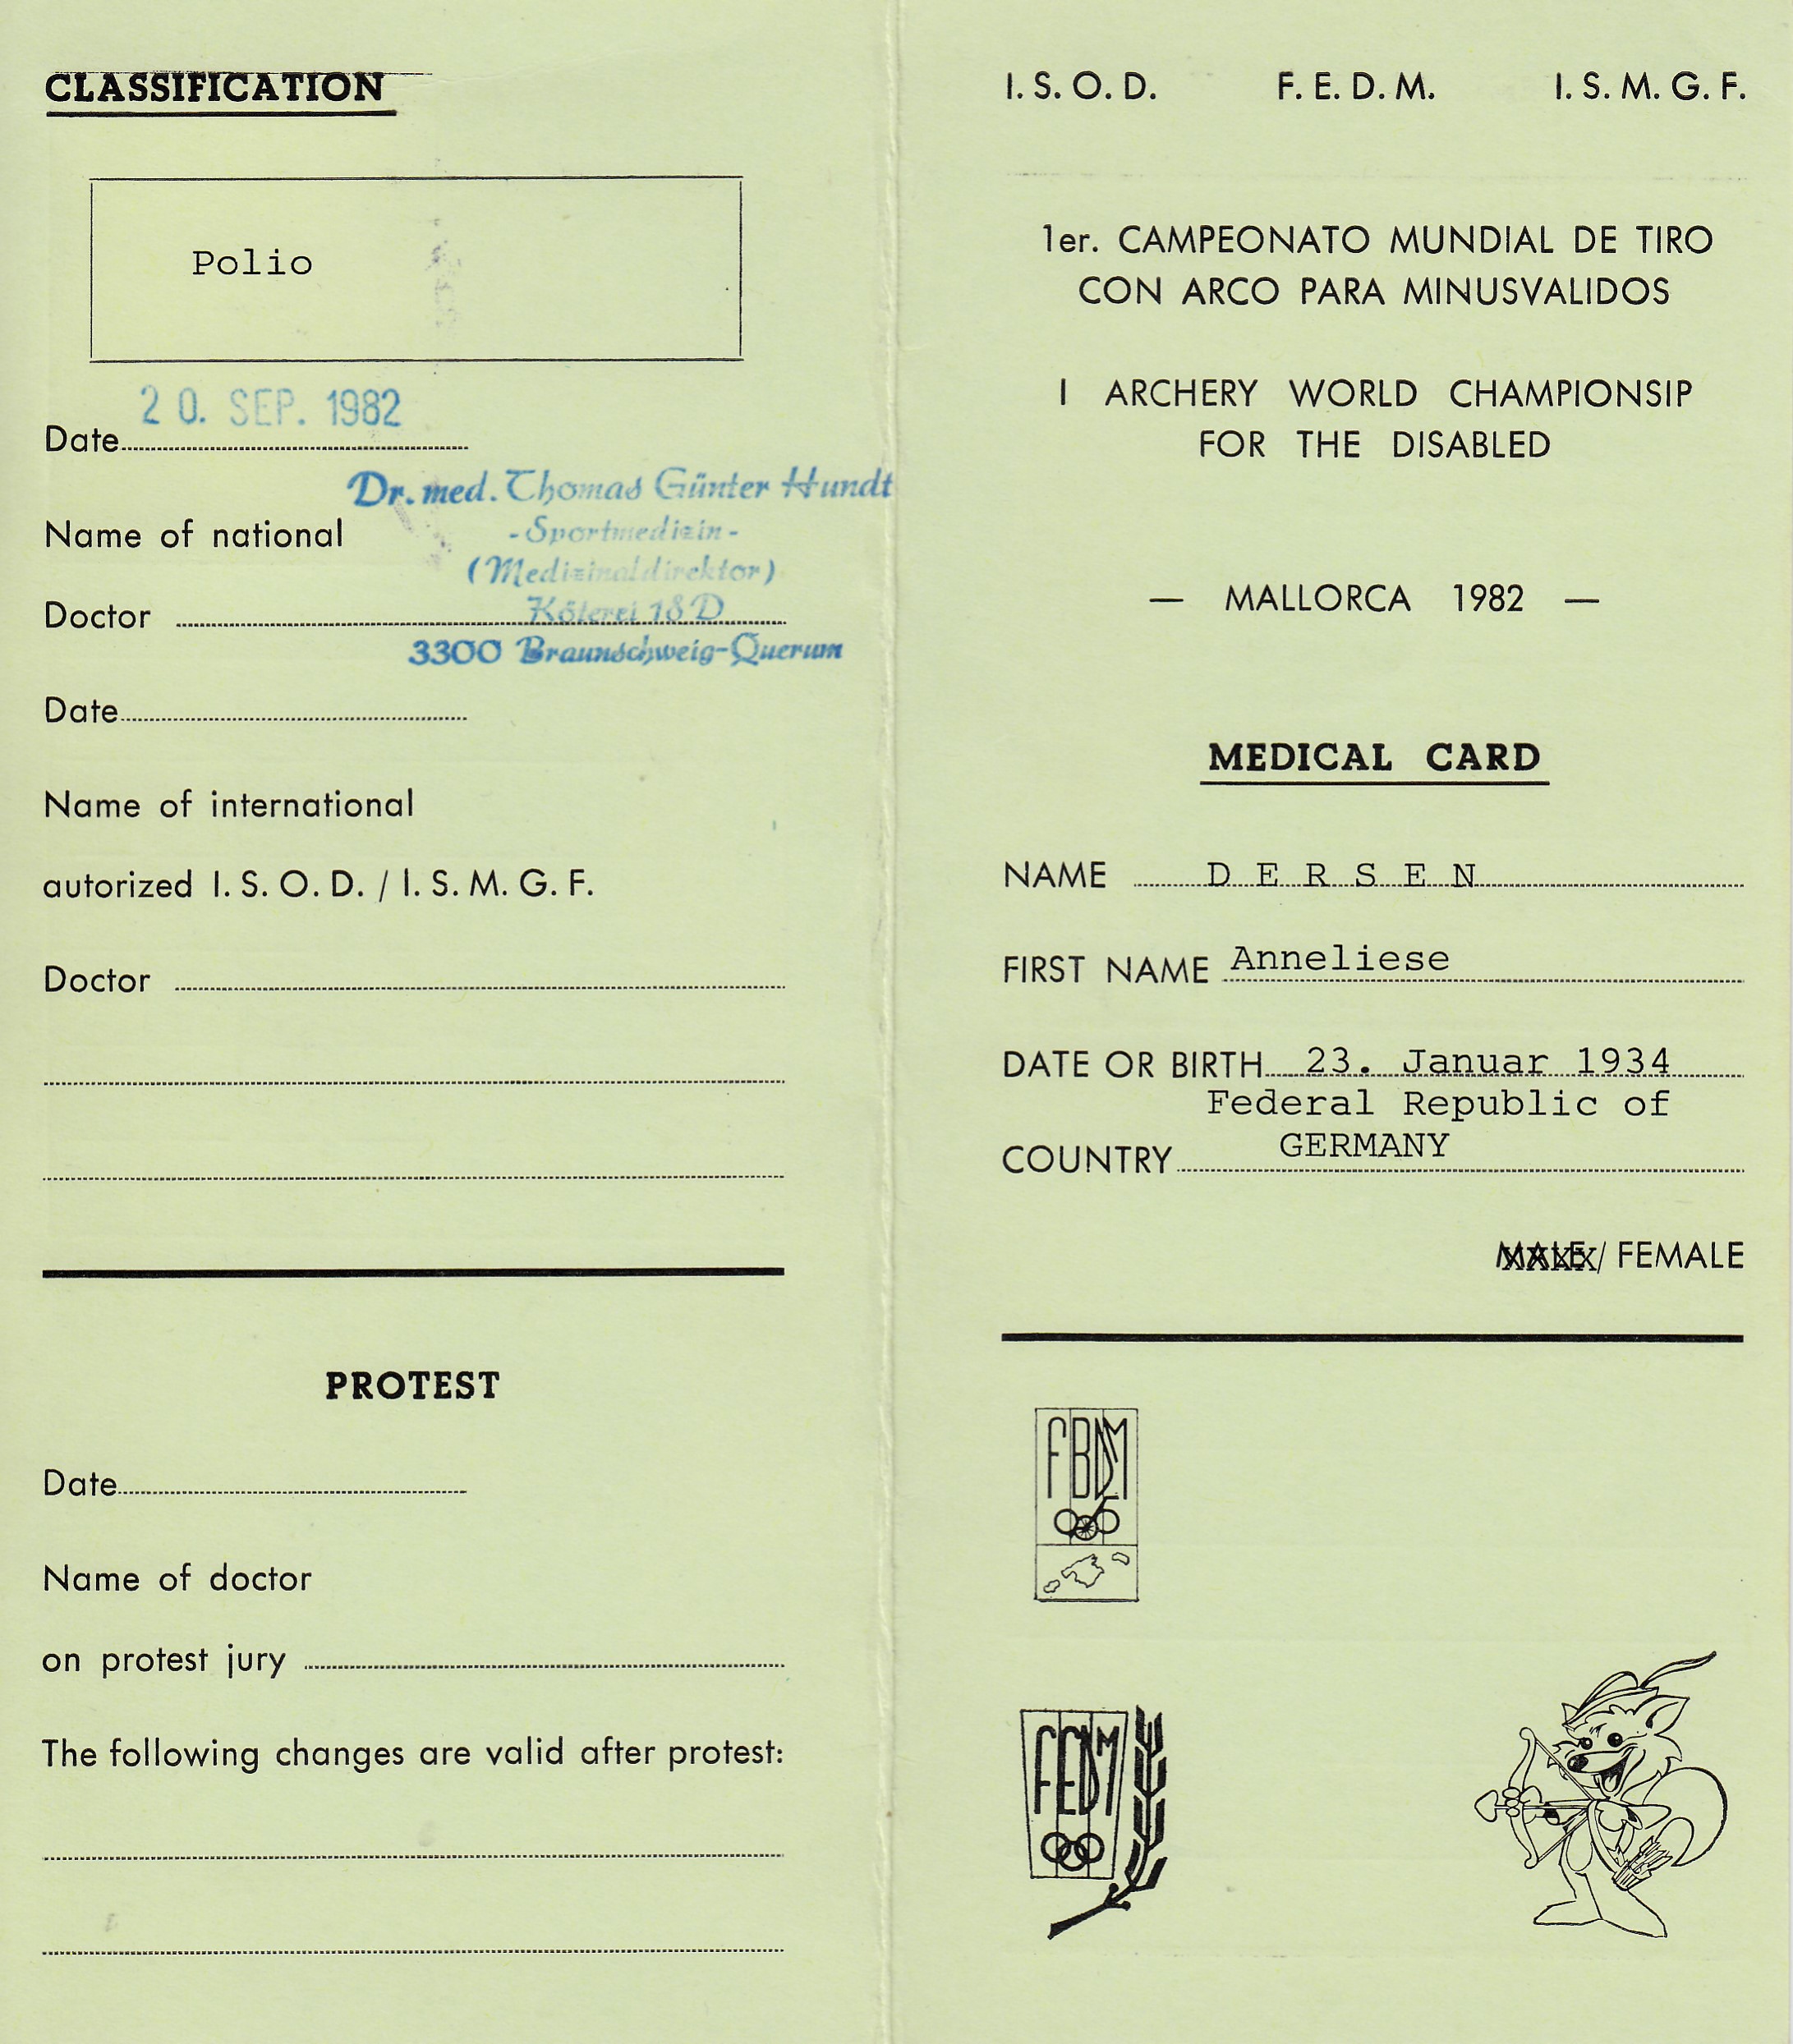 CLASSIFICATION
Polio
20. SEP. 1982
Date
Dr. med. Thomas Günter Hundt
- Sportmedizin -
Name of national
(Medizinaldirektor)
Kölerei 18 D
Doctor
3300 Braunschweig-Querum
Date
Name of international
autorized I. S. O. D. / I. S. M. G. F.
Doctor
PROTEST
Date
Name of doctor
on protest jury
The following changes are valid after protest:
I. S. O. D. F. E. D. M. I. S. M. G. F.
1er. CAMPEONATO MUNDIAL DE TIRO
CON ARCO PARA MINUSVALIDOS
I ARCHERY WORLD CHAMPIONSIP
FOR THE DISABLED
— MALLORCA 1982 —
MEDICAL CARD
NAME D E R S E N
FIRST NAME Anneliese
DATE OR BIRTH 23. Januar 1934
Federal Republic of
GERMANY
COUNTRY
MALE / FEMALE
FBDM
FEDM